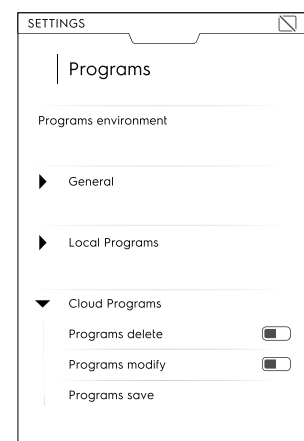 SETTINGS
Programs
Programs environment
General
Local Programs
Cloud Programs
Programs delete
Programs modify
Programs save